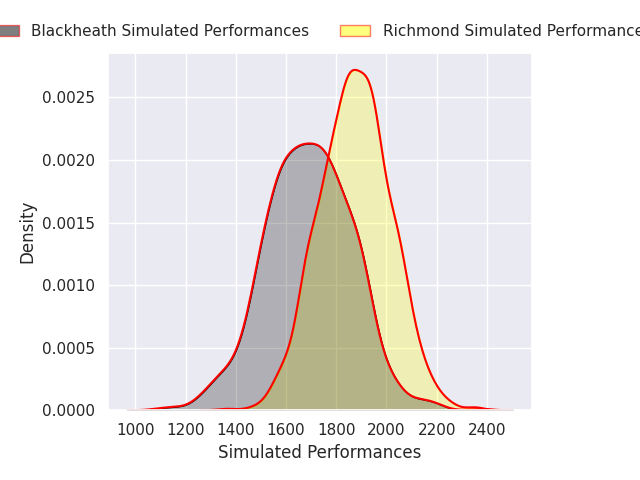 Blackheath Simulated Performances Richmond Simulated Performance
0.0025
0.0020
0.0015
0.0010
0.0005
0.0000
Density
1000 1200 1400 1600 1800 2000 2200 2400
Simulated Performances